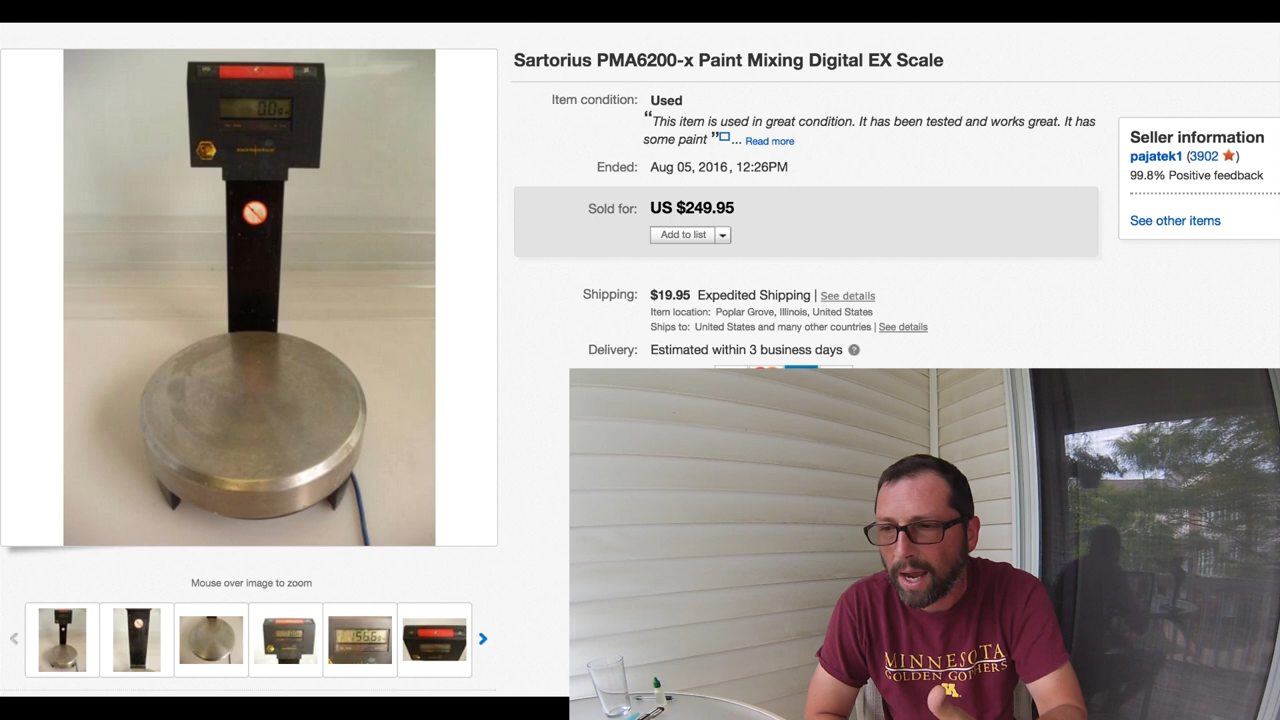 Sartorius PMA6200-x Paint Mixing Digital EX Scale
Item condition: Used
“This item is used in great condition. It has been tested and works great. It has
some paint ”... Read more
Ended: Aug 05, 2016 , 12:26PM
Sold for: US $249.95
Add to list
Shipping: $19.95 Expedited Shipping | See details
Item location: Poplar Grove, Illinois, United States
Ships to: United States and many other countries | See details
Delivery: Estimated within 3 business days ?
Seller information
pajatek1 (3902 ★)
99.8% Positive feedback
See other items
0.0g
Mouse over image to zoom
156.6g
MINNESOTA
GOLDEN GOPHERS
M